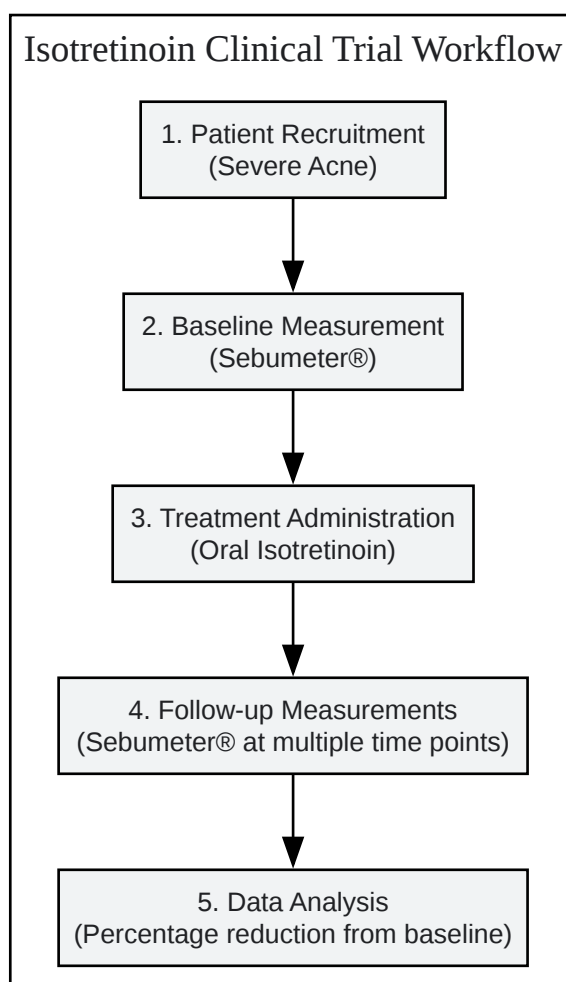 Isotretinoin Clinical Trial Workflow
1. Patient Recruitment
(Severe Acne)
2. Baseline Measurement
(Sebumeter®)
3. Treatment Administration
(Oral Isotretinoin)
4. Follow-up Measurements
(Sebumeter® at multiple time points)
5. Data Analysis
(Percentage reduction from baseline)